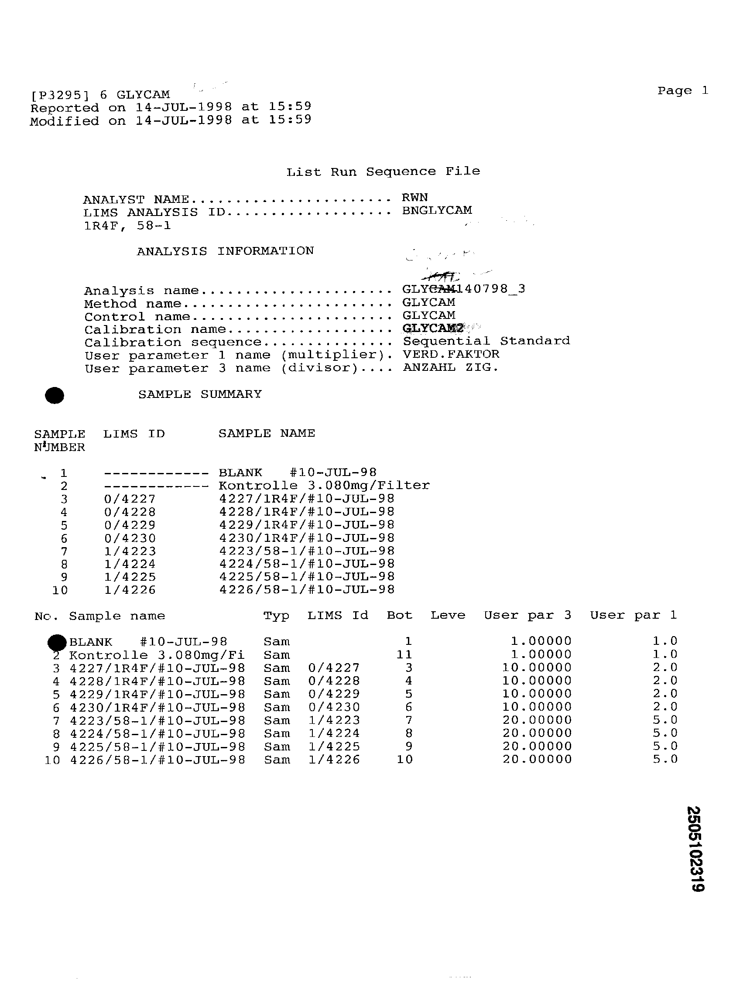 [P3295] 6 GLYCAM
Page 1
Reported on 14-JUL-1998 at 15:59
Modified on 14-JUL-1998 at 15:59
List Run Sequence File
ANALYST NAME....................... RWN
LIMS ANALYSIS ID................... BNGLYCAM
1R4F, 58-1
ANALYSIS INFORMATION
Analysis name...................... GLYCAM140798_3
Method name........................ GLYCAM
Control name....................... GLYCAM
Calibration name................... GLYCAM2
Calibration sequence............... Sequential Standard
User parameter 1 name (multiplier). VERD.FAKTOR
User parameter 3 name (divisor).... ANZAHL ZIG.
SAMPLE SUMMARY
SAMPLE LIMS ID SAMPLE NAME
NUMBER
1 ------------ BLANK #10-JUL-98
2 ------------ Kontrolle 3.080mg/Filter
3 0/4227 4227/1R4F/#10-JUL-98
4 0/4228 4228/1R4F/#10-JUL-98
5 0/4229 4229/1R4F/#10-JUL-98
6 0/4230 4230/1R4F/#10-JUL-98
7 1/4223 4223/58-1/#10-JUL-98
8 1/4224 4224/58-1/#10-JUL-98
9 1/4225 4225/58-1/#10-JUL-98
10 1/4226 4226/58-1/#10-JUL-98
No. Sample name Typ LIMS Id Bot Leve User par 3 User par 1
BLANK #10-JUL-98 Sam 1 1.00000 1.0
2 Kontrolle 3.080mg/Fi Sam 11 1.00000 1.0
3 4227/1R4F/#10-JUL-98 Sam 0/4227 3 10.00000 2.0
4 4228/1R4F/#10-JUL-98 Sam 0/4228 4 10.00000 2.0
5 4229/1R4F/#10-JUL-98 Sam 0/4229 5 10.00000 2.0
6 4230/1R4F/#10-JUL-98 Sam 0/4230 6 10.00000 2.0
7 4223/58-1/#10-JUL-98 Sam 1/4223 7 20.00000 5.0
8 4224/58-1/#10-JUL-98 Sam 1/4224 8 20.00000 5.0
9 4225/58-1/#10-JUL-98 Sam 1/4225 9 20.00000 5.0
10 4226/58-1/#10-JUL-98 Sam 1/4226 10 20.00000 5.0
2505102319